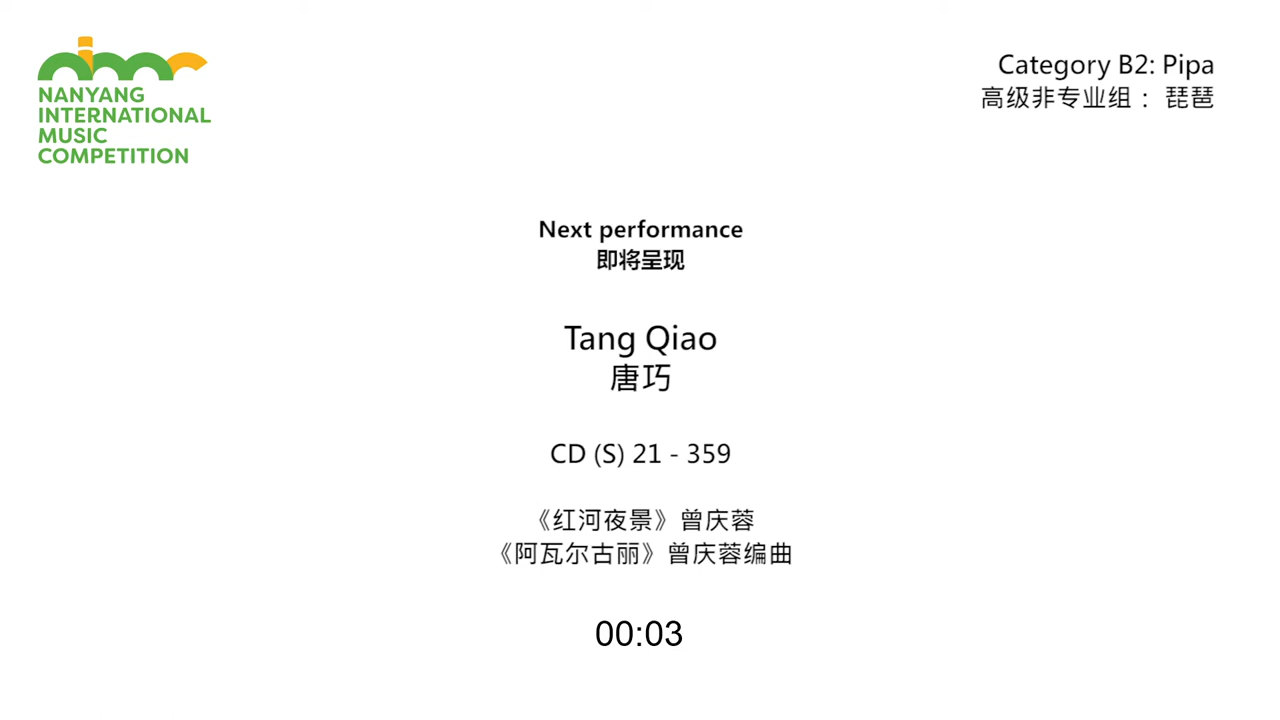 nimc
NANYANG
INTERNATIONAL
MUSIC
COMPETITION
Category B2: Pipa
高级非专业组： 琵琶
Next performance
即将呈现
Tang Qiao
唐巧
CD (S) 21 - 359
《红河夜景》曾庆蓉
《阿瓦尔古丽》曾庆蓉编曲
00:03